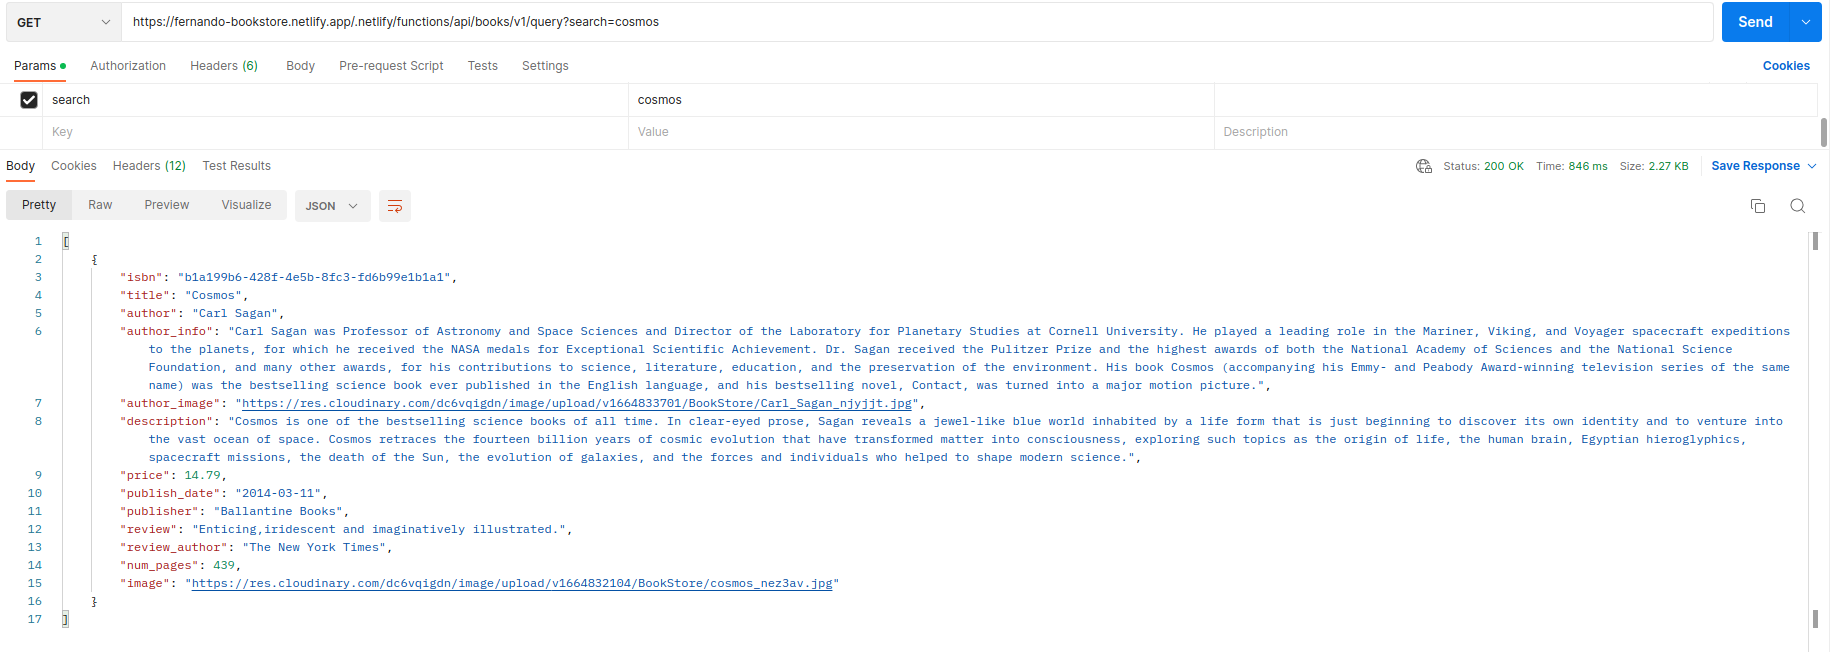 GET https://fernando-bookstore.netlify.app/.netlify/functions/api/books/v1/query?search=cosmos Send
Params Authorization Headers (6) Body Pre-request Script Tests Settings Cookies
search cosmos
Key Value Description
Body Cookies Headers (12) Test Results Status: 200 OK Time: 846 ms Size: 2.27 KB Save Response
Pretty Raw Preview Visualize JSON
1 [
2 {
3 "isbn": "b1a199b6-428f-4e5b-8fc3-fd6b99e1b1a1",
4 "title": "Cosmos",
5 "author": "Carl Sagan",
6 "author_info": "Carl Sagan was Professor of Astronomy and Space Sciences and Director of the Laboratory for Planetary Studies at Cornell University. He played a leading role in the Mariner, Viking, and Voyager spacecraft expeditions
to the planets, for which he received the NASA medals for Exceptional Scientific Achievement. Dr. Sagan received the Pulitzer Prize and the highest awards of both the National Academy of Sciences and the National Science
Foundation, and many other awards, for his contributions to science, literature, education, and the preservation of the environment. His book Cosmos (accompanying his Emmy- and Peabody Award-winning television series of the same
name) was the bestselling science book ever published in the English language, and his bestselling novel, Contact, was turned into a major motion picture.",
7 "author_image": "https://res.cloudinary.com/dc6vqigdn/image/upload/v1664833701/BookStore/Carl_Sagan_njyjjt.jpg",
8 "description": "Cosmos is one of the bestselling science books of all time. In clear-eyed prose, Sagan reveals a jewel-like blue world inhabited by a life form that is just beginning to discover its own identity and to venture into
the vast ocean of space. Cosmos retraces the fourteen billion years of cosmic evolution that have transformed matter into consciousness, exploring such topics as the origin of life, the human brain, Egyptian hieroglyphics,
spacecraft missions, the death of the Sun, the evolution of galaxies, and the forces and individuals who helped to shape modern science.",
9 "price": 14.79,
10 "publish_date": "2014-03-11",
11 "publisher": "Ballantine Books",
12 "review": "Enticing,iridescent and imaginatively illustrated.",
13 "review_author": "The New York Times",
14 "num_pages": 439,
15 "image": "https://res.cloudinary.com/dc6vqigdn/image/upload/v1664832104/BookStore/cosmos_nez3av.jpg"
16 }
17 ]